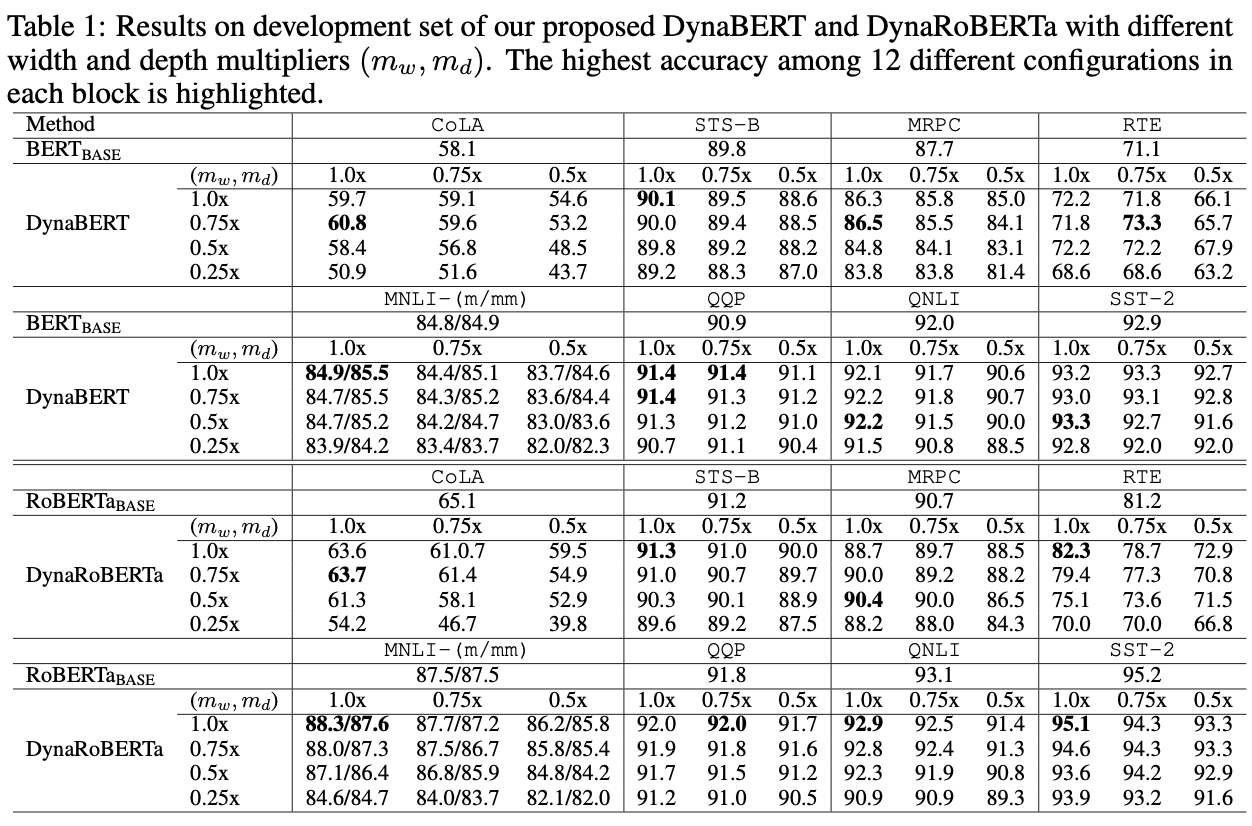 Table 1: Results on development set of our proposed DynaBERT and DynaRoBERTa with different
width and depth multipliers (m_w, m_d). The highest accuracy among 12 different configurations in
each block is highlighted.
Method CoLA STS-B MRPC RTE
BERT_BASE 58.1 89.8 87.7 71.1
(m_w, m_d) 1.0x 0.75x 0.5x 1.0x 0.75x 0.5x 1.0x 0.75x 0.5x 1.0x 0.75x 0.5x
1.0x 59.7 59.1 54.6 90.1 89.5 88.6 86.3 85.8 85.0 72.2 71.8 66.1
DynaBERT 0.75x 60.8 59.6 53.2 90.0 89.4 88.5 86.5 85.5 84.1 71.8 73.3 65.7
0.5x 58.4 56.8 48.5 89.8 89.2 88.2 84.8 84.1 83.1 72.2 72.2 67.9
0.25x 50.9 51.6 43.7 89.2 88.3 87.0 83.8 83.8 81.4 68.6 68.6 63.2
MNLI-(m/mm) QQP QNLI SST-2
BERT_BASE 84.8/84.9 90.9 92.0 92.9
(m_w, m_d) 1.0x 0.75x 0.5x 1.0x 0.75x 0.5x 1.0x 0.75x 0.5x 1.0x 0.75x 0.5x
1.0x 84.9/85.5 84.4/85.1 83.7/84.6 91.4 91.4 91.1 92.1 91.7 90.6 93.2 93.3 92.7
DynaBERT 0.75x 84.7/85.5 84.3/85.2 83.6/84.4 91.4 91.3 91.2 92.2 91.8 90.7 93.0 93.1 92.8
0.5x 84.7/85.2 84.2/84.7 83.0/83.6 91.3 91.2 91.0 92.2 91.5 90.0 93.3 92.7 91.6
0.25x 83.9/84.2 83.4/83.7 82.0/82.3 90.7 91.1 90.4 91.5 90.8 88.5 92.8 92.0 92.0
CoLA STS-B MRPC RTE
RoBERTa_BASE 65.1 91.2 90.7 81.2
(m_w, m_d) 1.0x 0.75x 0.5x 1.0x 0.75x 0.5x 1.0x 0.75x 0.5x 1.0x 0.75x 0.5x
1.0x 63.6 61.0.7 59.5 91.3 91.0 90.0 88.7 89.7 88.5 82.3 78.7 72.9
DynaRoBERTa 0.75x 63.7 61.4 54.9 91.0 90.7 89.7 90.0 89.2 88.2 79.4 77.3 70.8
0.5x 61.3 58.1 52.9 90.3 90.1 88.9 90.4 90.0 86.5 75.1 73.6 71.5
0.25x 54.2 46.7 39.8 89.6 89.2 87.5 88.2 88.0 84.3 70.0 70.0 66.8
MNLI-(m/mm) QQP QNLI SST-2
RoBERTa_BASE 87.5/87.5 91.8 93.1 95.2
(m_w, m_d) 1.0x 0.75x 0.5x 1.0x 0.75x 0.5x 1.0x 0.75x 0.5x 1.0x 0.75x 0.5x
1.0x 88.3/87.6 87.7/87.2 86.2/85.8 92.0 92.0 91.7 92.9 92.5 91.4 95.1 94.3 93.3
DynaRoBERTa 0.75x 88.0/87.3 87.5/86.7 85.8/85.4 91.9 91.8 91.6 92.8 92.4 91.3 94.6 94.3 93.3
0.5x 87.1/86.4 86.8/85.9 84.8/84.2 91.7 91.5 91.2 92.3 91.9 90.8 93.6 94.2 92.9
0.25x 84.6/84.7 84.0/83.7 82.1/82.0 91.2 91.0 90.5 90.9 90.9 89.3 93.9 93.2 91.6